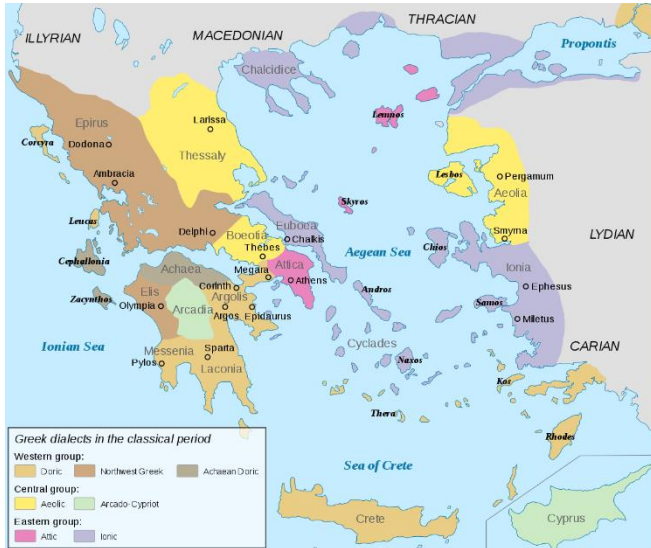 THRACIAN
ILLYRIAN
MACEDONIAN
Propontis
Chalcidice
Lemnos
Larissa
Epirus
Corcyra
Dodona
Thessaly
Lesbos
Pergamum
Aeolia
Ambracia
Skyros
Leucas
Delphi
Boeotia
Euboea
Thebes
Chalkis
Aegean Sea
Chios
Smyrna
LYDIAN
Cephallonia
Achaea
Megara
Attica
Athens
Ionia
Zacynthos
Elis
Corinth
Andros
Samos
Ephesus
Olympia
Arcadia
Argolis
Argos
Epidaurus
Miletus
Ionian Sea
Messenia
Sparta
Cyclades
Naxos
CARIAN
Pylos
Laconia
Kos
Thera
Rhodes
Sea of Crete
Crete
Cyprus
Greek dialects in the classical period
Western group:
Doric Northwest Greek Achaean Doric
Central group:
Aeolic Arcado-Cypriot
Eastern group:
Attic Ionic